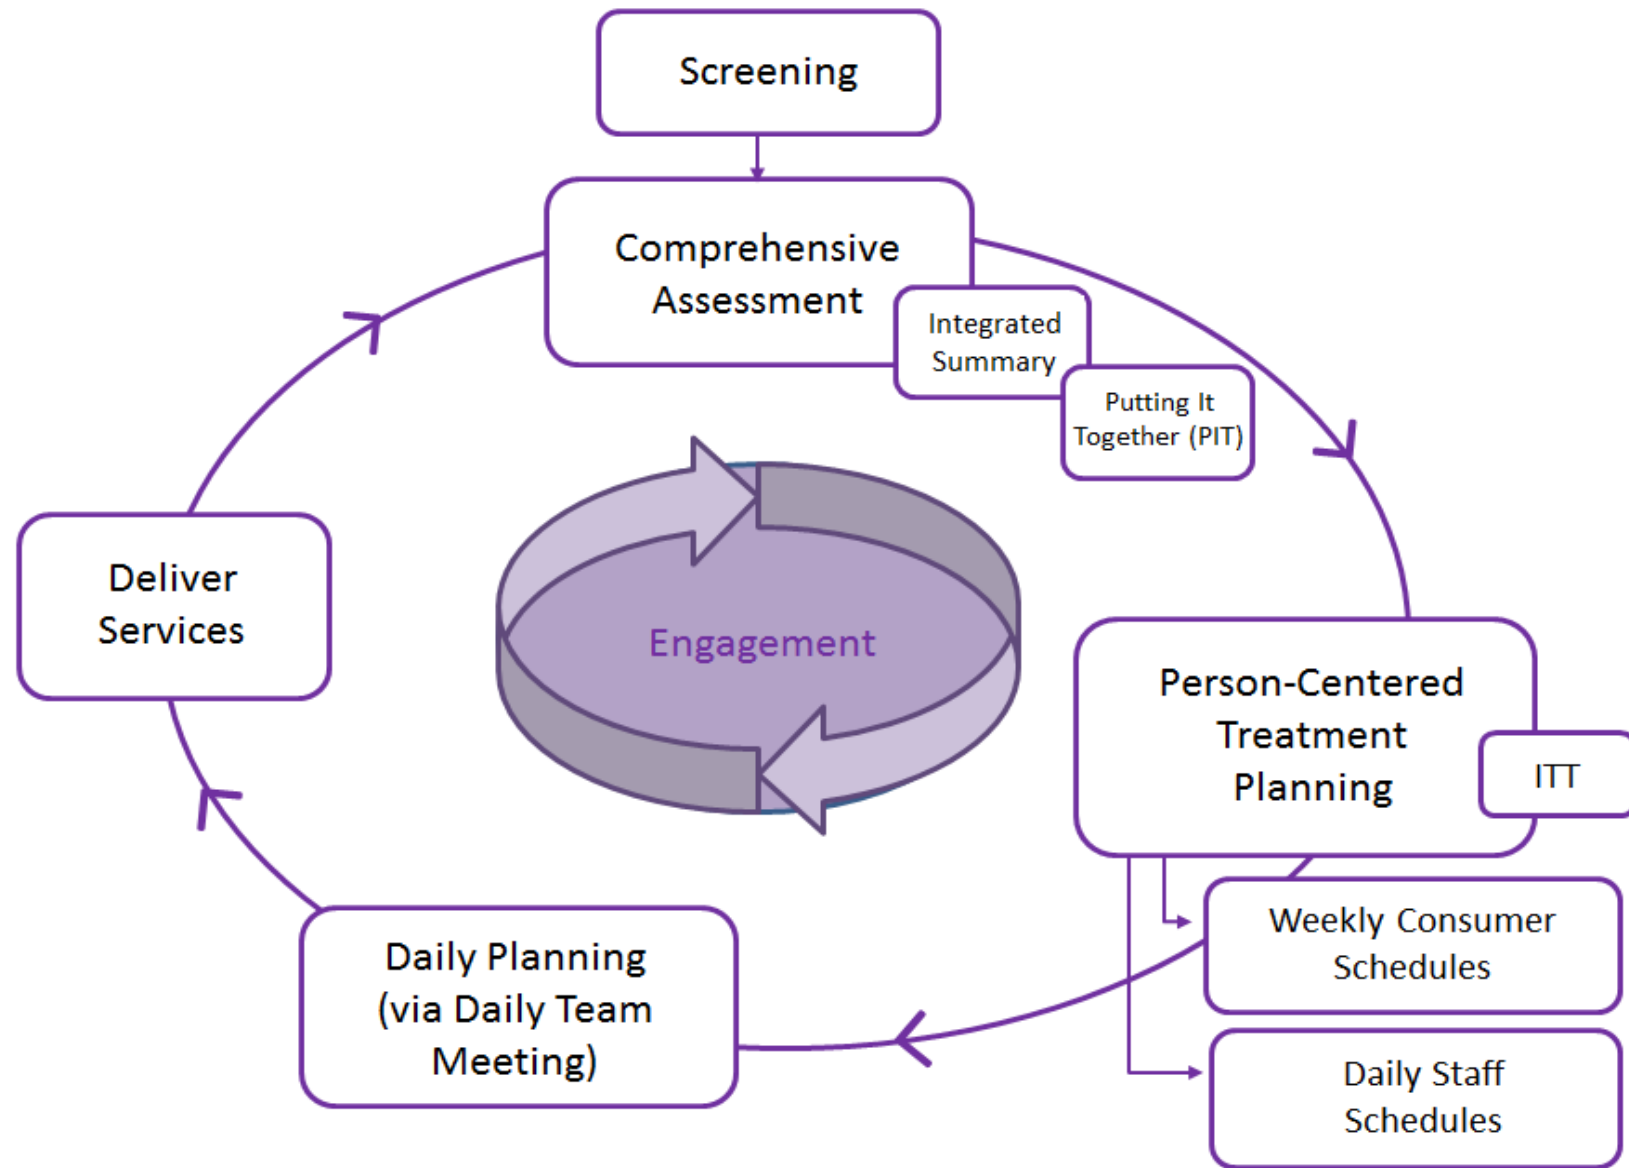 Screening
Comprehensive
Assessment
Integrated
Summary
Putting It
Together (PIT)
Deliver
Services
Engagement
Person-Centered
Treatment
Planning
ITT
Weekly Consumer
Schedules
Daily Planning
(via Daily Team
Meeting)
Daily Staff
Schedules